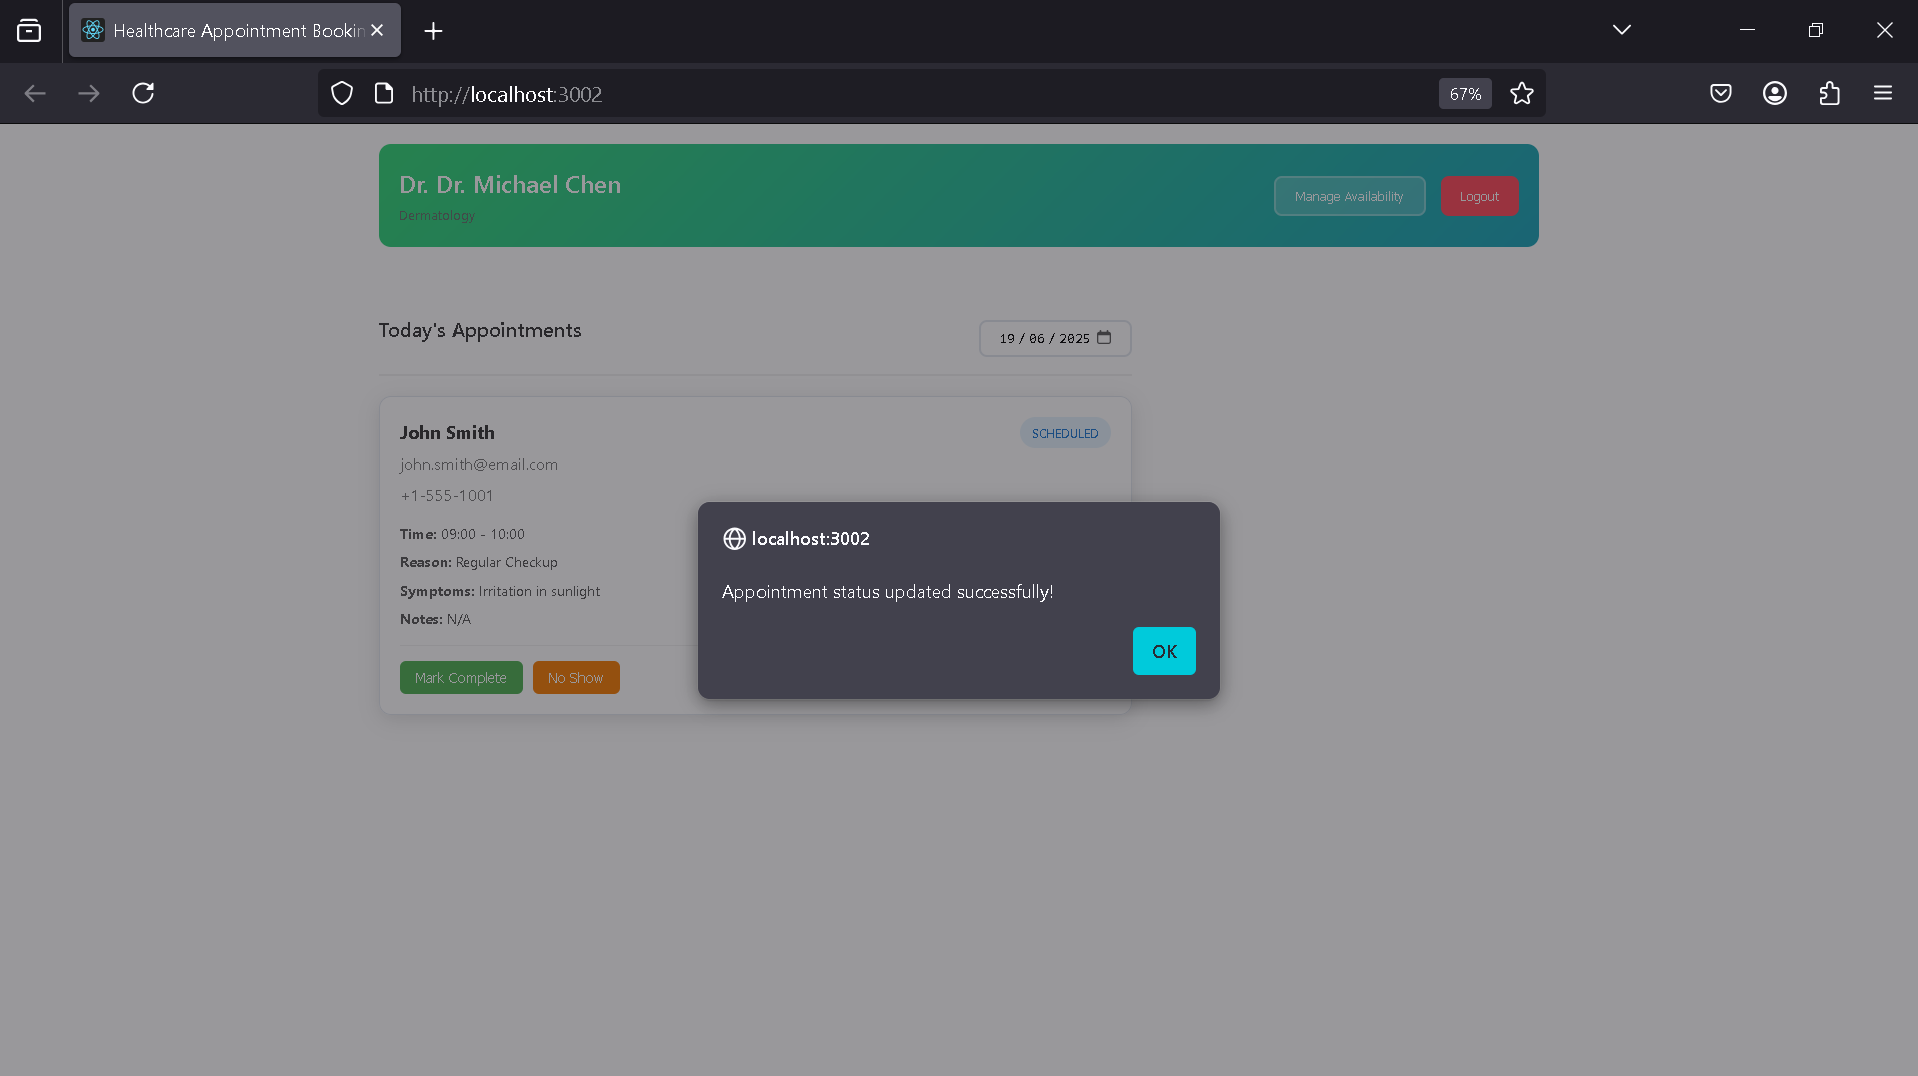 Healthcare Appointment Bookin
http://localhost:3002
67%
Dr. Dr. Michael Chen
Dermatology
Manage Availability
Logout
Today's Appointments
19 / 06 / 2025
John Smith
SCHEDULED
john.smith@email.com
+1-555-1001
Time: 09:00 - 10:00
Reason: Regular Checkup
Symptoms: Irritation in sunlight
Notes: N/A
Mark Complete
No Show
localhost:3002
Appointment status updated successfully!
OK